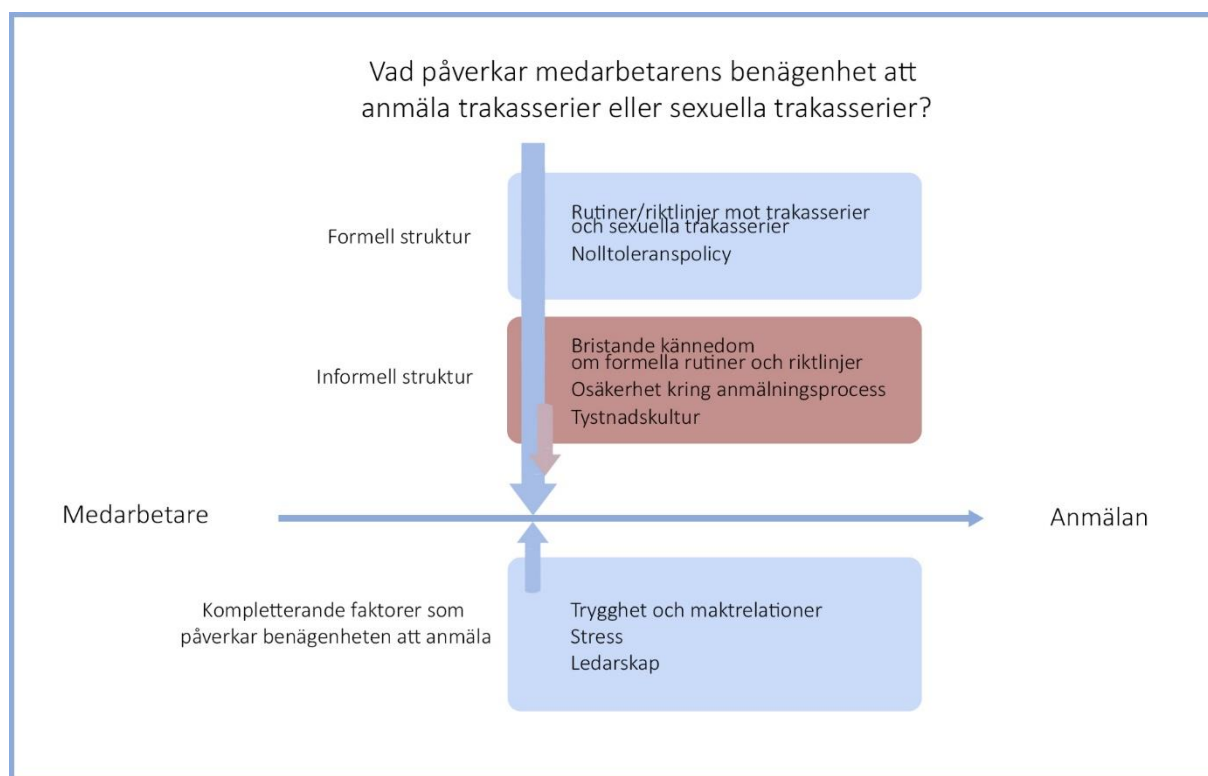 Vad påverkar medarbetarens benägenhet att
anmäla trakasserier eller sexuella trakasserier?
Formell struktur
Rutiner/riktlinjer mot trakasserier
och sexuella trakasserier
Nolltoleranspolicy
Informell struktur
Bristande kännedom
om formella rutiner och riktlinjer
Osäkerhet kring anmälningsprocess
Tystnadskultur
Medarbetare
Anmälan
Kompletterande faktorer som
påverkar benägenheten att anmäla
Trygghet och maktrelationer
Stress
Ledarskap